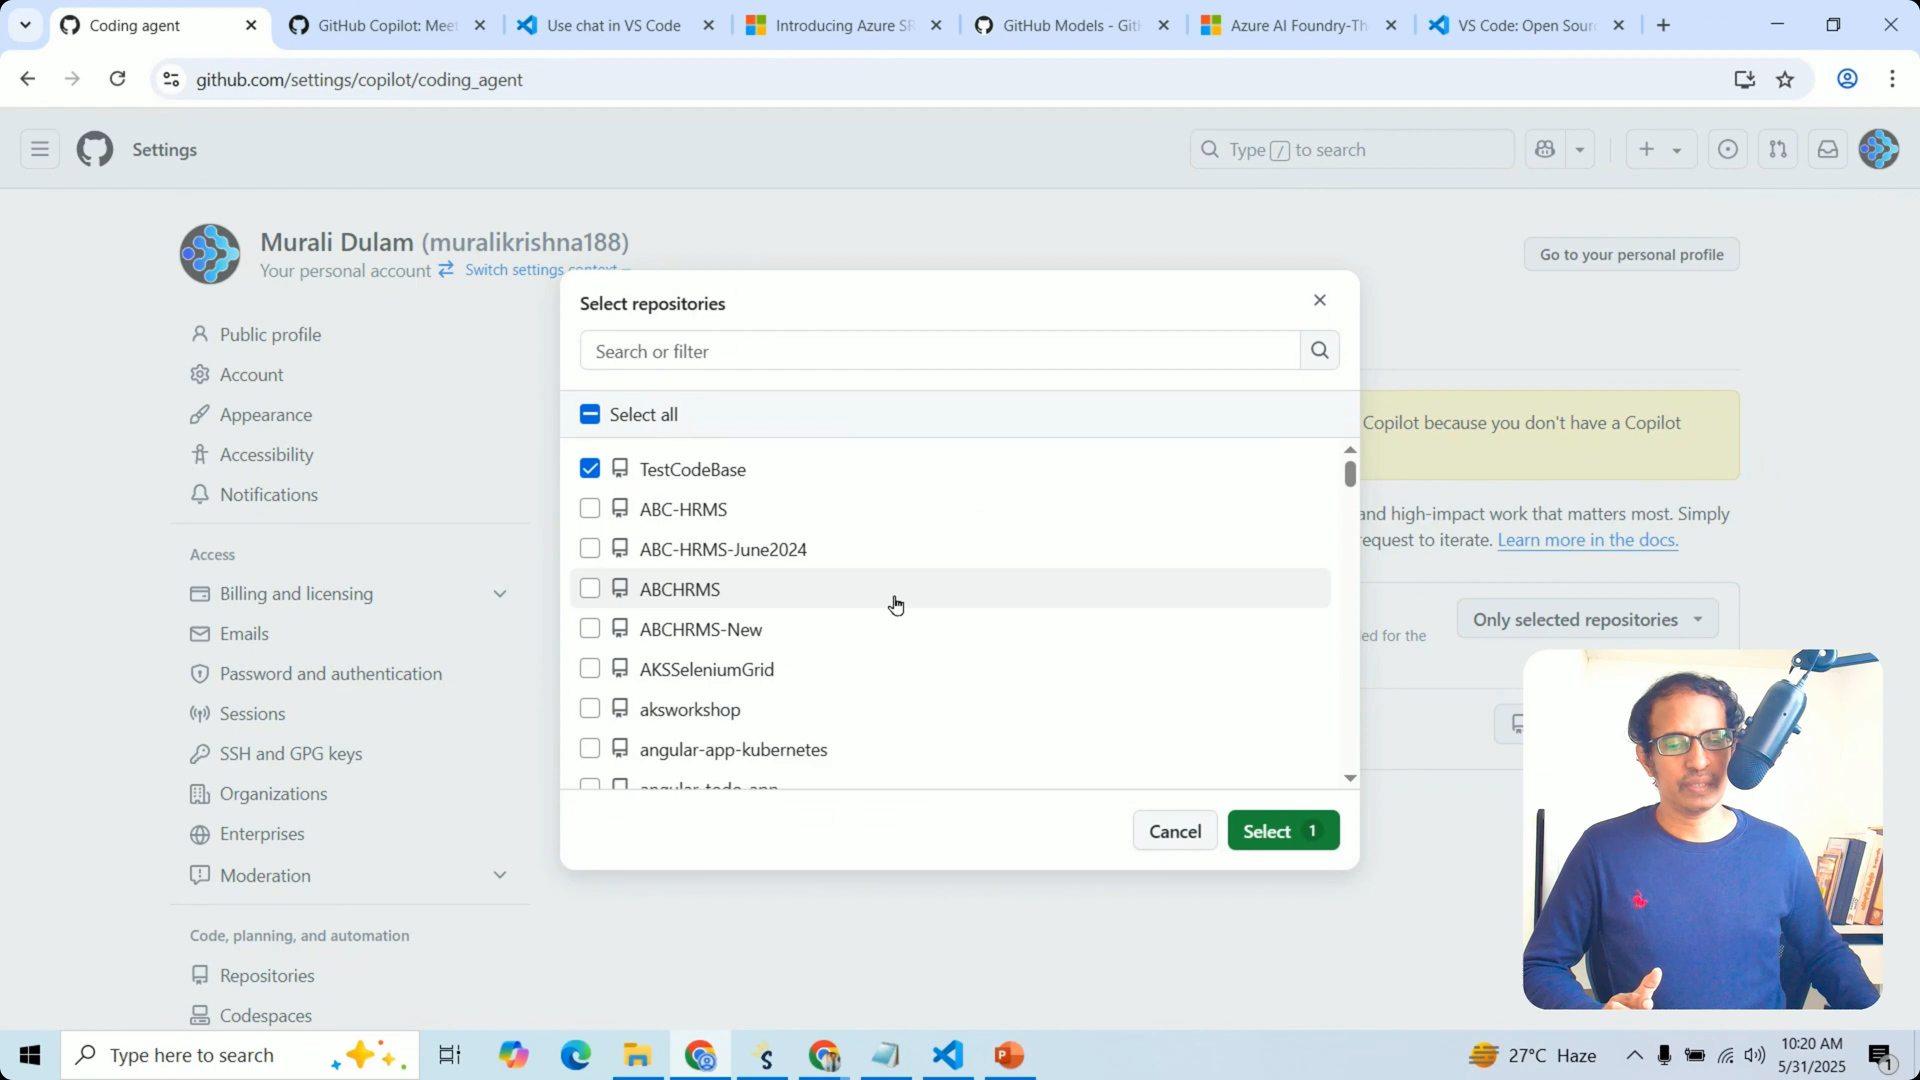 Coding agent
GitHub Copilot: Meet
Use chat in VS Code
Introducing Azure SR
GitHub Models - Git
Azure AI Foundry-Th
VS Code: Open Sour
github.com/settings/copilot/coding_agent
Settings
Type / to search
Murali Dulam (muralikrishna188)
Your personal account
Switch settings context
Go to your personal profile
Public profile
Account
Appearance
Accessibility
Notifications
Access
Billing and licensing
Emails
Password and authentication
Sessions
SSH and GPG keys
Organizations
Enterprises
Moderation
Code, planning, and automation
Repositories
Codespaces
Select repositories
Search or filter
Select all
TestCodeBase
ABC-HRMS
ABC-HRMS-June2024
ABCHRMS
ABCHRMS-New
AKSSeleniumGrid
aksworkshop
angular-app-kubernetes
angular-todo-app
Cancel
Select 1
Copilot because you don't have a Copilot
and high-impact work that matters most. Simply
equest to iterate. Learn more in the docs.
Only selected repositories
ed for the
Type here to search
27°C Haze
10:20 AM
5/31/2025
1